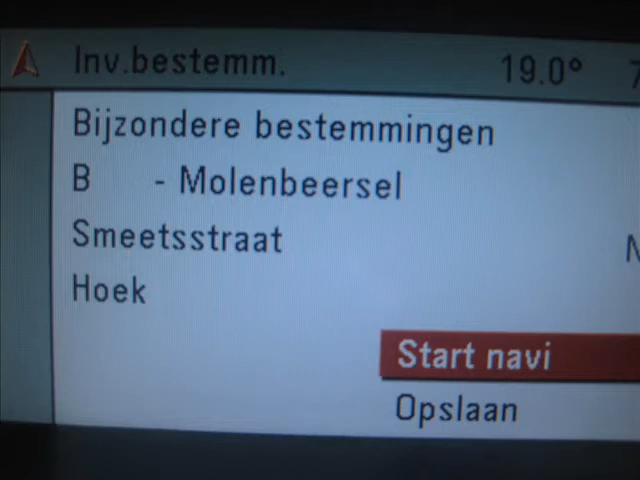 Inv.bestemm. 19.0°
Bijzondere bestemmingen
B - Molenbeersel
Smeetsstraat
Hoek
Start navi
Opslaan